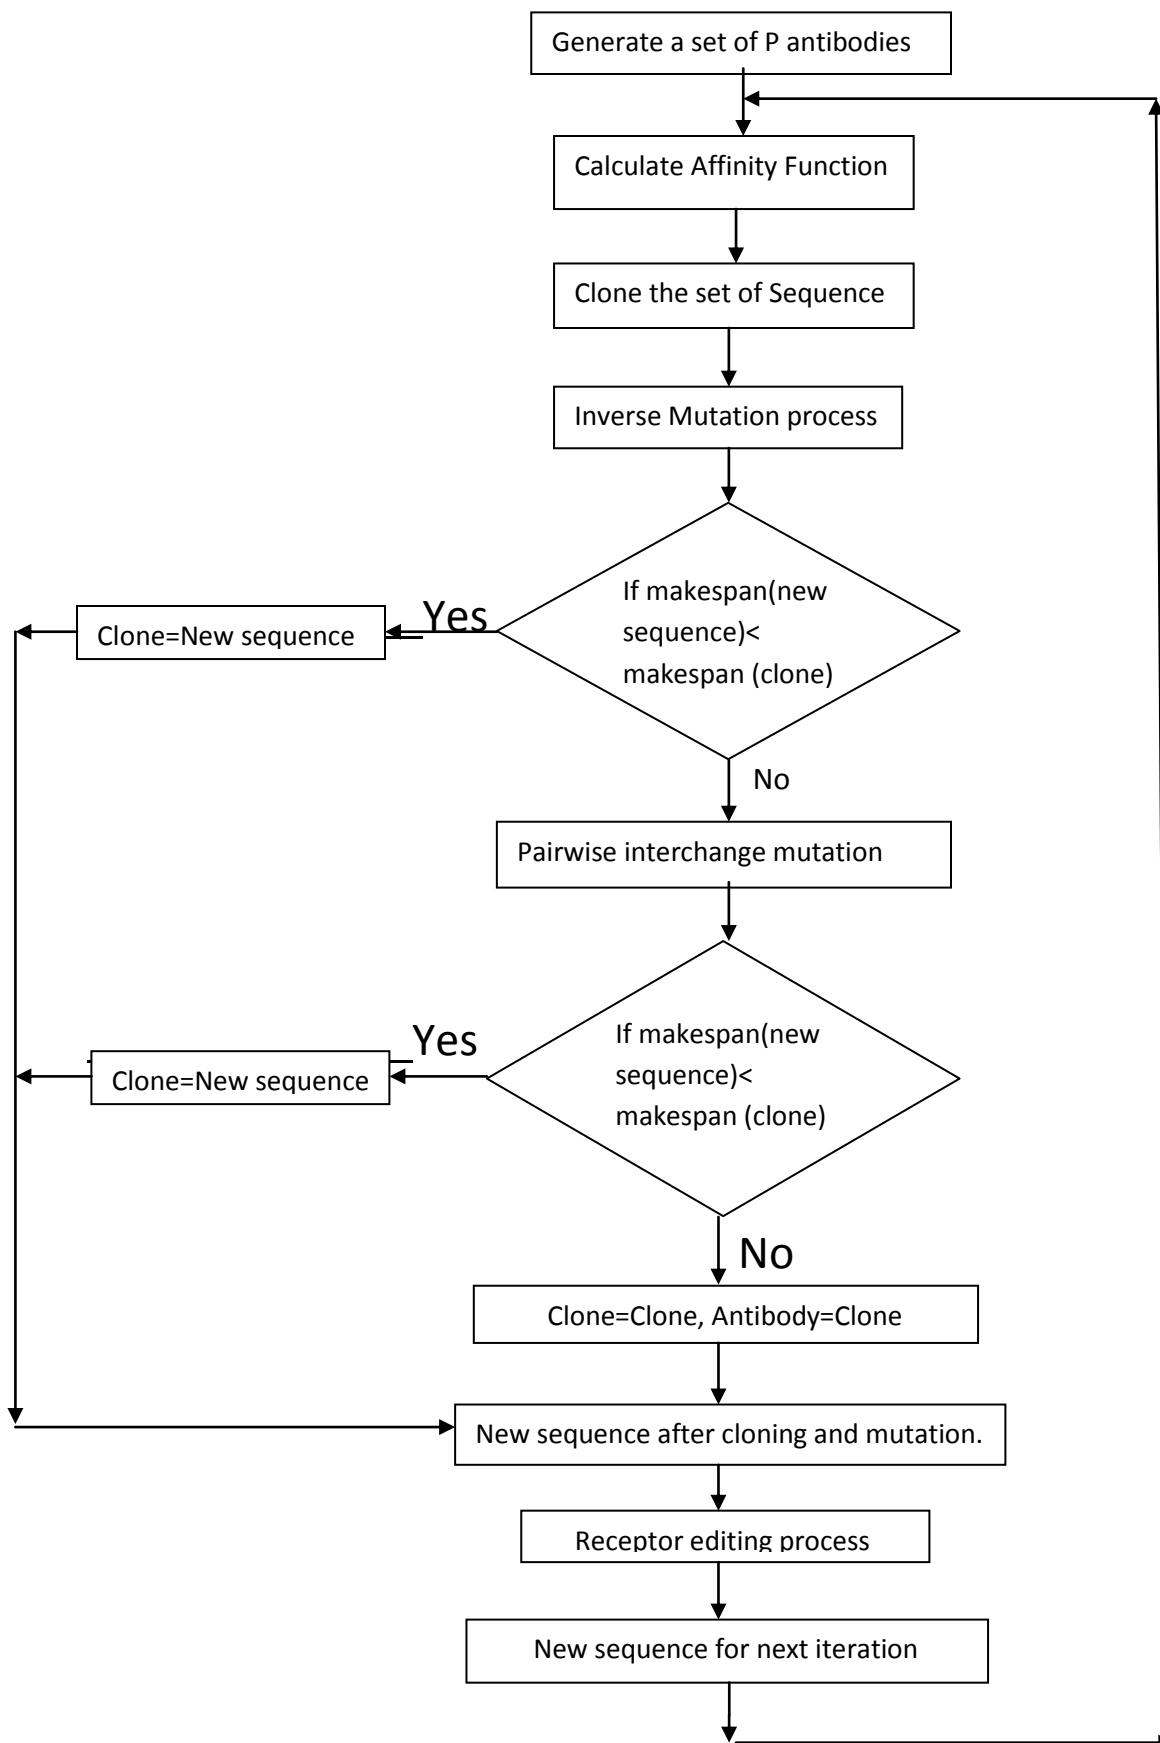 Generate a set of P antibodies
Calculate Affinity Function
Clone the set of Sequence
Inverse Mutation process
If makespan(new
sequence)<
makespan (clone)
Yes
Clone=New sequence
No
Pairwise interchange mutation
If makespan(new
sequence)<
makespan (clone)
Yes
Clone=New sequence
No
Clone=Clone, Antibody=Clone
New sequence after cloning and mutation.
Receptor editing process
New sequence for next iteration